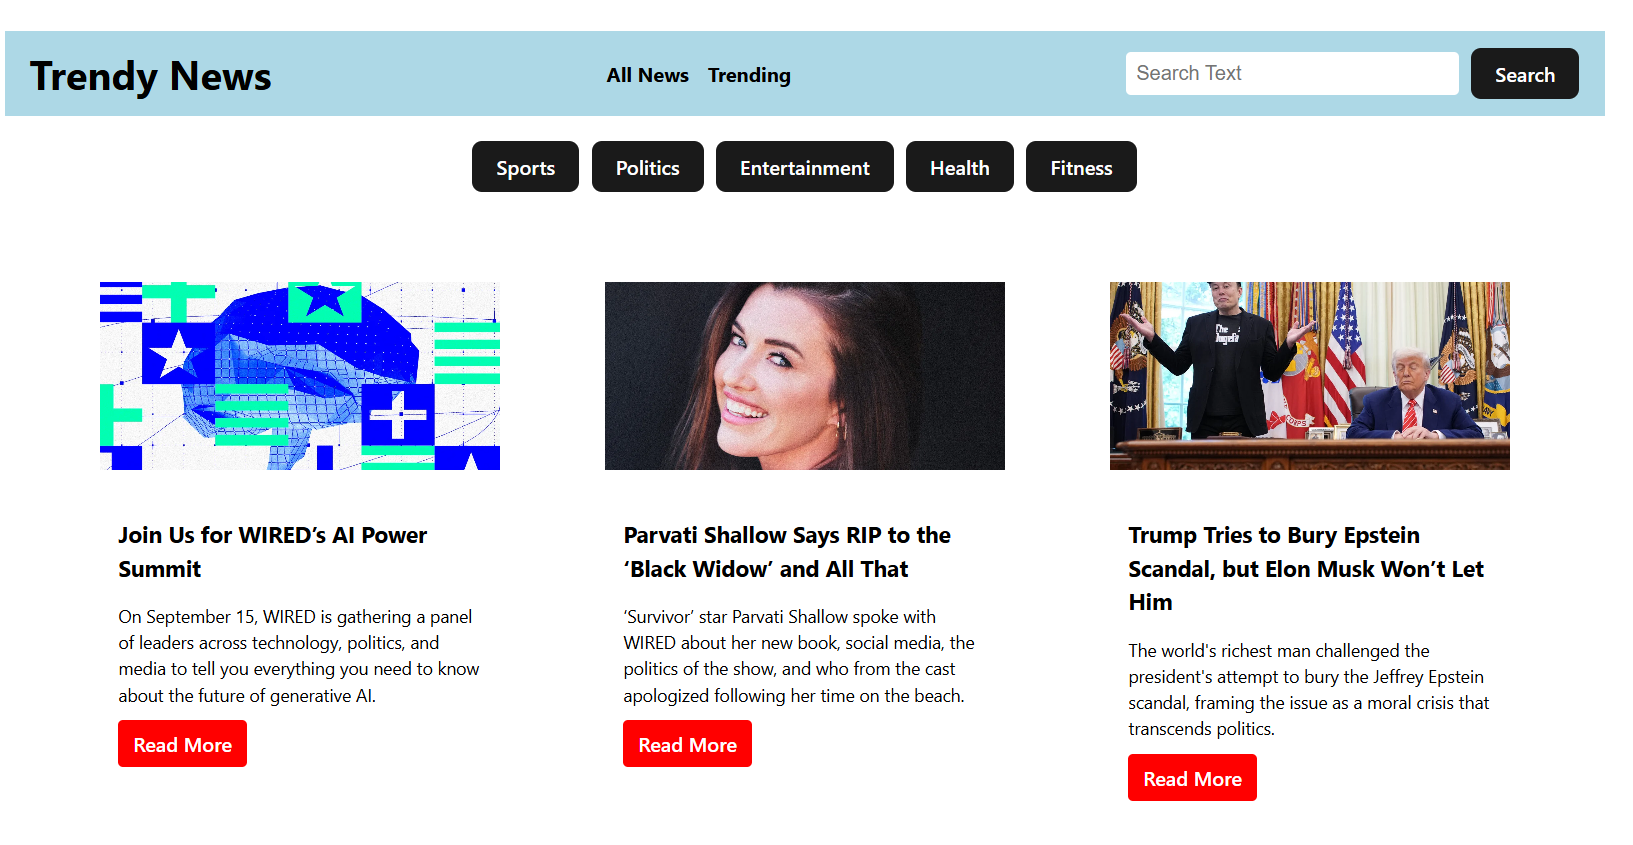 Trendy News
All News Trending
Search Text
Search
Sports Politics Entertainment Health Fitness
Join Us for WIRED’s AI Power
Summit
On September 15, WIRED is gathering a panel
of leaders across technology, politics, and
media to tell you everything you need to know
about the future of generative AI.
Read More
Parvati Shallow Says RIP to the
‘Black Widow’ and All That
‘Survivor’ star Parvati Shallow spoke with
WIRED about her new book, social media, the
politics of the show, and who from the cast
apologized following her time on the beach.
Read More
The
CORPS
Trump Tries to Bury Epstein
Scandal, but Elon Musk Won’t Let
Him
The world's richest man challenged the
president's attempt to bury the Jeffrey Epstein
scandal, framing the issue as a moral crisis that
transcends politics.
Read More